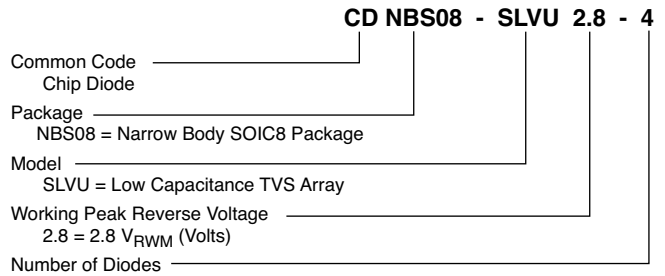 CD NBS08 - SLVU 2.8 - 4
Common Code
Chip Diode
Package
NBS08 = Narrow Body SOIC8 Package
Model
SLVU = Low Capacitance TVS Array
Working Peak Reverse Voltage
2.8 = 2.8 VRWM (Volts)
Number of Diodes